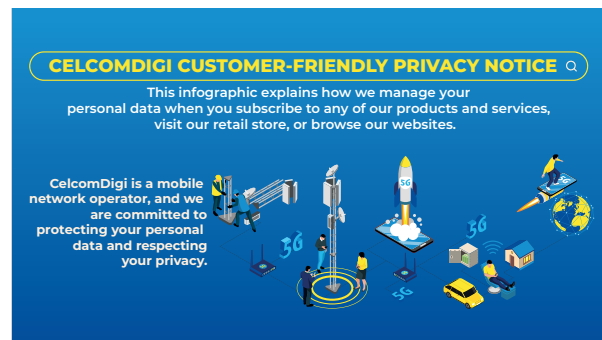 CELCOMDIGI CUSTOMER-FRIENDLY PRIVACY NOTICE
This infographic explains how we manage your
personal data when you subscribe to any of our products and services,
visit our retail store, or browse our websites.
CelcomDigi is a mobile
network operator, and we
are committed to
protecting your personal
data and respecting
your privacy.
5G
5G
5G
5G